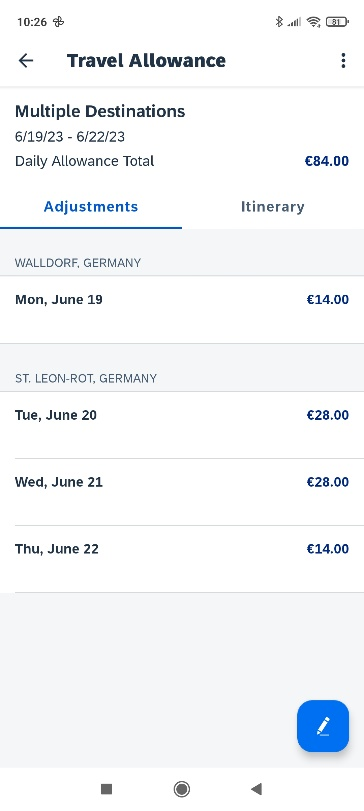 10:26
81
Travel Allowance
Multiple Destinations
6/19/23 - 6/22/23
Daily Allowance Total €84.00
Adjustments Itinerary
WALLDORF, GERMANY
Mon, June 19 €14.00
ST. LEON-ROT, GERMANY
Tue, June 20 €28.00
Wed, June 21 €28.00
Thu, June 22 €14.00